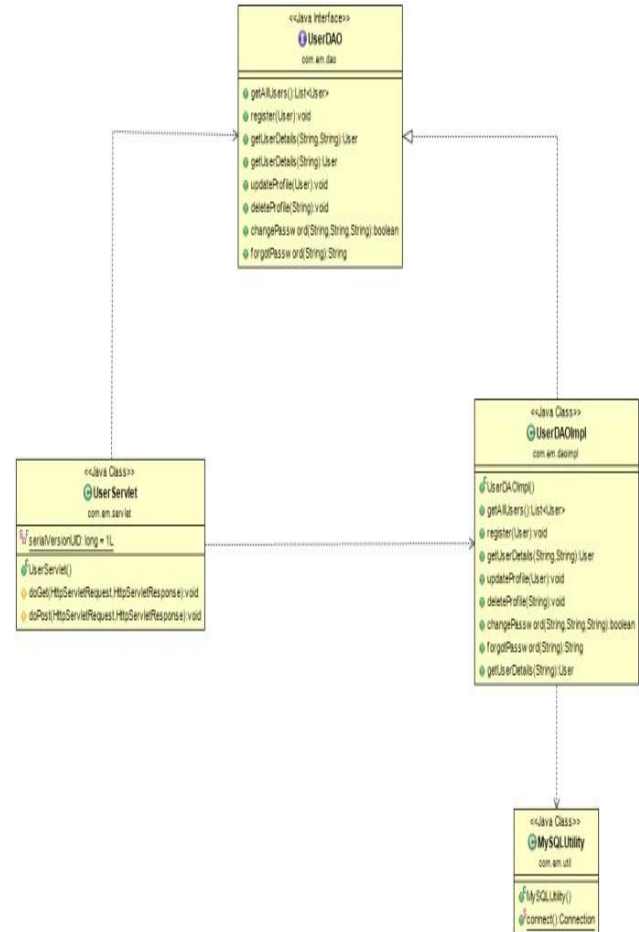 <<Java Interface>>
UserDAO
com.em.dao
getAllUsers():List<User>
register(User):void
getUserDetails(String,String):User
getUserDetails(String):User
updateProfile(User):void
deleteProfile(String):void
changePassword(String,String,String):boolean
forgotPassword(String):String
<<Java Class>>
UserServlet
com.em.servlet
serialVersionUID: long = 1L
UserServlet()
doGet(HttpServletRequest,HttpServletResponse):void
doPost(HttpServletRequest,HttpServletResponse):void
<<Java Class>>
UserDAOImpl
com.em.daoimpl
UserDAOImpl()
getAllUsers():List<User>
register(User):void
getUserDetails(String,String):User
updateProfile(User):void
deleteProfile(String):void
changePassword(String,String,String):boolean
forgotPassword(String):String
getUserDetails(String):User
<<Java Class>>
MySQLUtility
com.em.util
MySQLUtility()
connect():Connection